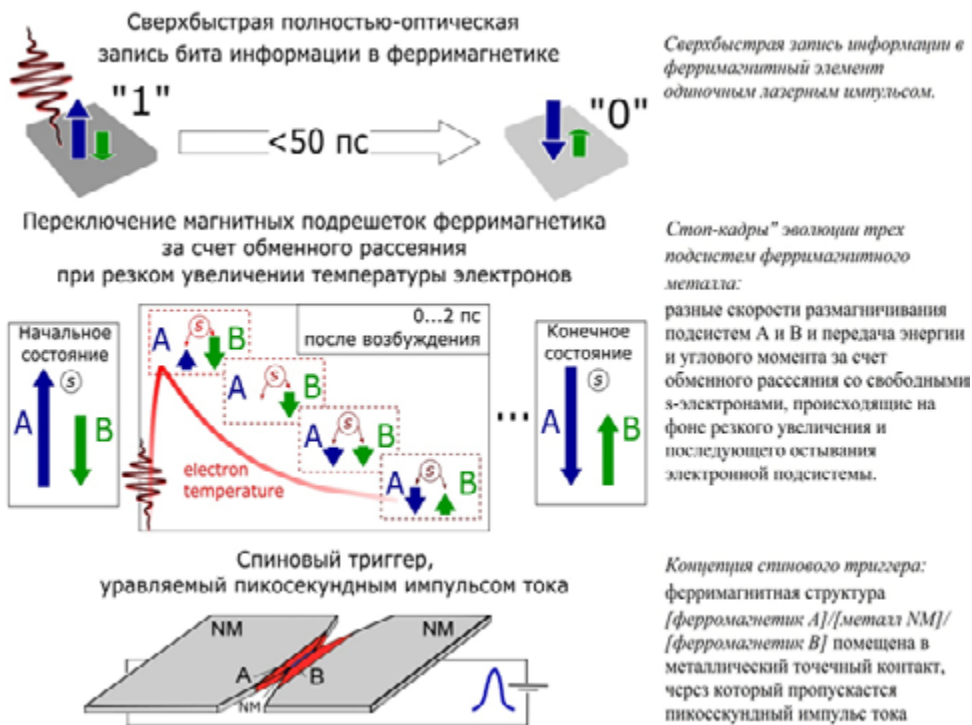 Сверхбыстрая полностью-оптическая
запись бита информации в ферримагнетике
"1"
<50 пс
"0"
Сверхбыстрая запись информации в
ферримагнитный элемент
одиночным лазерным импульсом.
Переключение магнитных подрешеток ферримагнетика
за счет обменного рассеяния
при резком увеличении температуры электронов
Начальное
состояние
s
A
B
0...2 пс
после возбуждения
A
s
B
A
s
B
A
s
B
A
s
B
electron
temperature
...
Конечное
состояние
s
A
B
Стоп-кадры" эволюции трех
подсистем ферримагнитного
металла:
разные скорости размагничивания
подсистем А и В и передача энергии
и углового момента за счет
обменного рассеяния со свободными
s-электронами, происходящие на
фоне резкого увеличения и
последующего остывания
электронной подсистемы.
Спиновый триггер,
уравляемый пикосекундным импульсом тока
NM
NM
A
B
NM
Концепция спинового триггера:
ферримагнитная структура
[ферромагнетик А]/[металл NM]/
[ферромагнетик В] помещена в
металлический точечный контакт,
через который пропускается
пикосекундный импульс тока